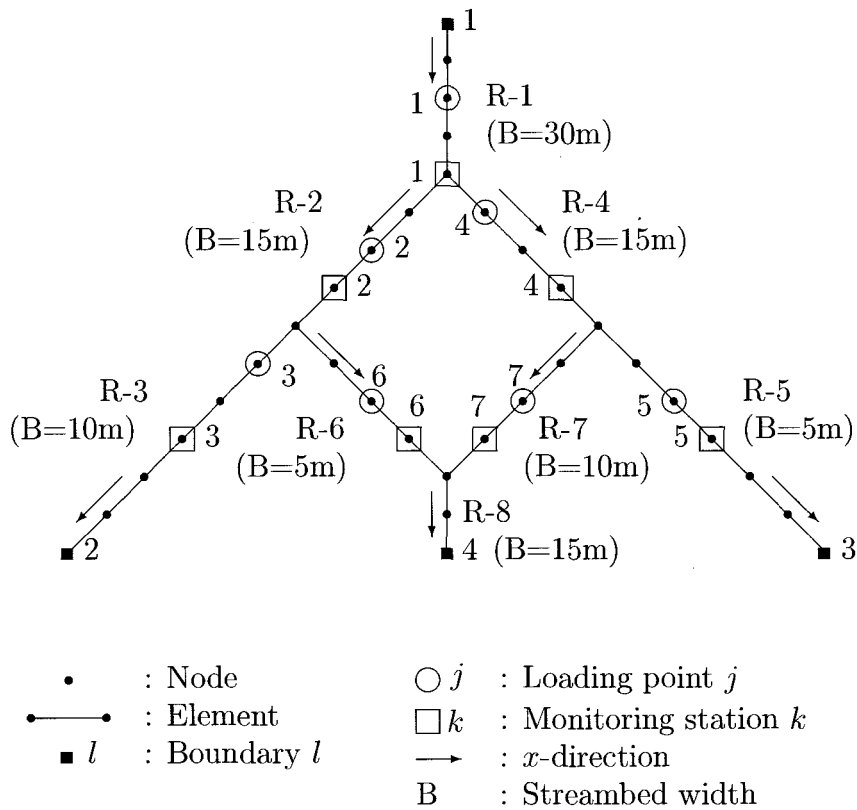 1
1 R-1
(B=30m)
1
R-2 R-4
(B=15m) 2 4 (B=15m)
2 4
R-3 3 6 7 R-5
(B=10m) 3 R-6 6 7 R-7 5 5 (B=5m)
(B=5m) (B=10m)
R-8
2 4 (B=15m) 3
: Node j : Loading point j
: Element k : Monitoring station k
l : Boundary l : x-direction
B : Streambed width